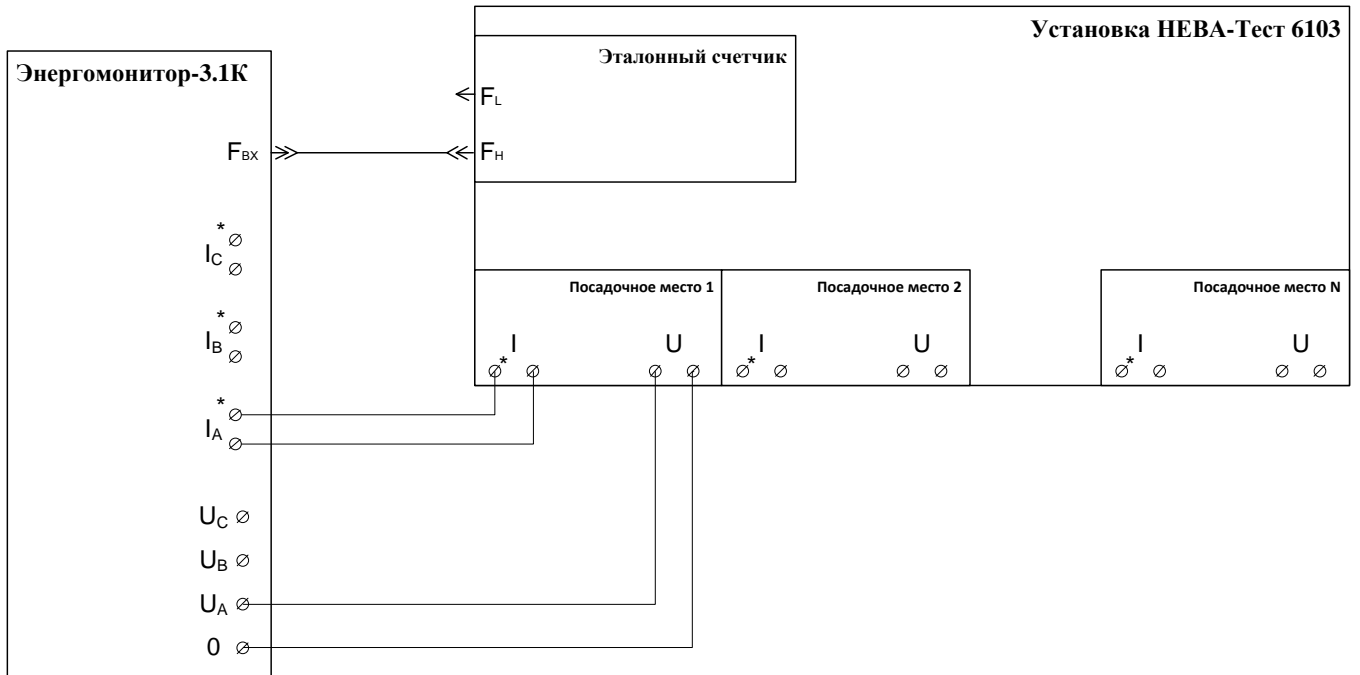 Установка НЕВА-Тест 6103
Эталонный счетчик
Энергомонитор-3.1К
FL
FВХ
FH
*
IC
Посадочное место 1
Посадочное место 2
Посадочное место N
*
IB
I
*
U
I
*
U
I
*
U
*
IA
UC
UB
UA
0